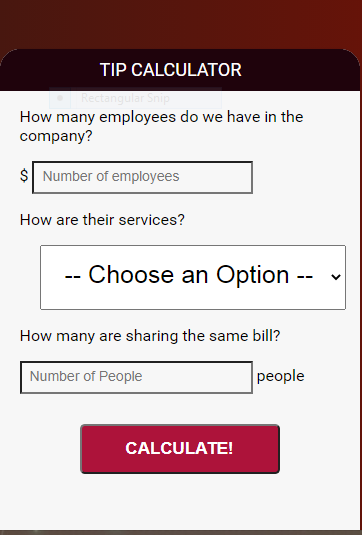 TIP CALCULATOR
Rectangular Snip
How many employees do we have in the
company?
$ Number of employees
How are their services?
-- Choose an Option --
How many are sharing the same bill?
Number of People people
CALCULATE!